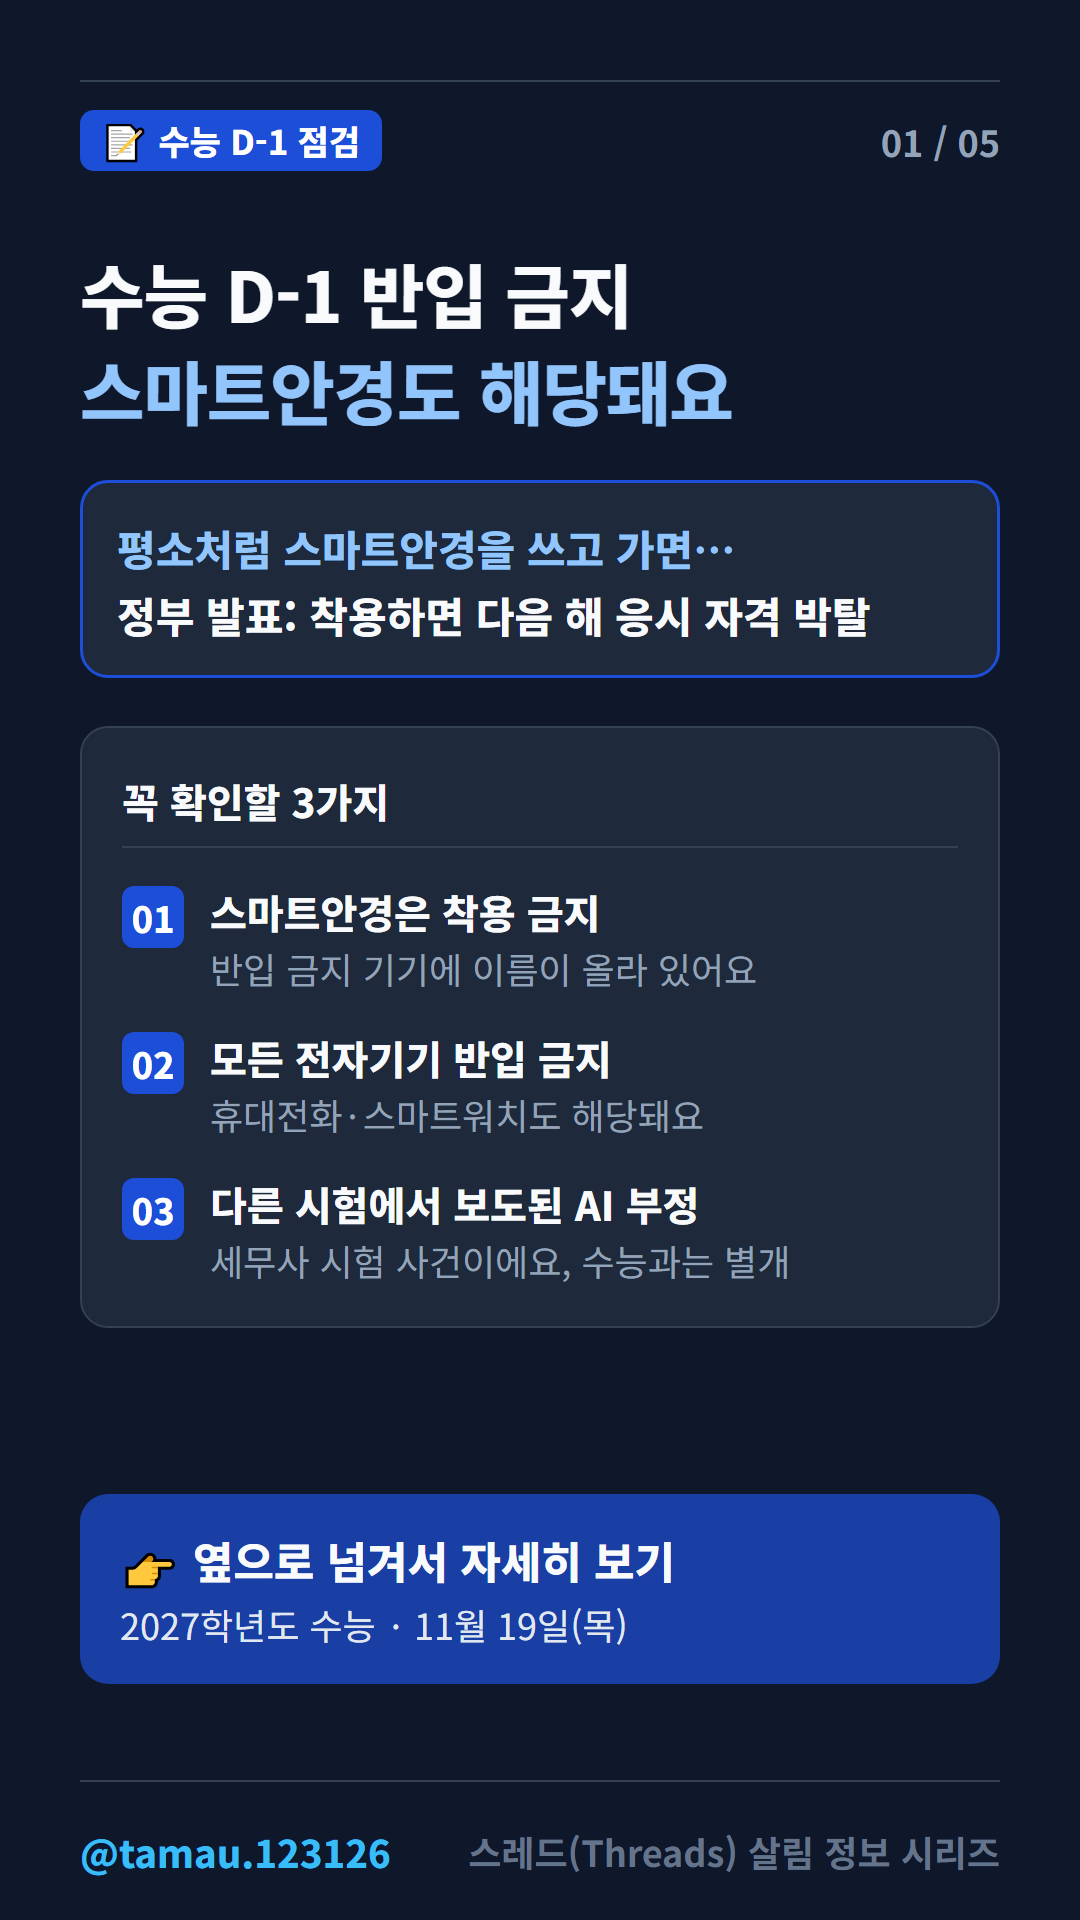 📝 수능 D-1 점검
01 / 05
수능 D-1 반입 금지
스마트안경도 해당돼요
평소처럼 스마트안경을 쓰고 가면…
정부 발표: 착용하면 다음 해 응시 자격 박탈
꼭 확인할 3가지
01 스마트안경은 착용 금지
반입 금지 기기에 이름이 올라 있어요
02 모든 전자기기 반입 금지
휴대전화·스마트워치도 해당돼요
03 다른 시험에서 보도된 AI 부정
세무사 시험 사건이에요, 수능과는 별개
👉 옆으로 넘겨서 자세히 보기
2027학년도 수능 · 11월 19일(목)
@tamau.123126
스레드(Threads) 살림 정보 시리즈